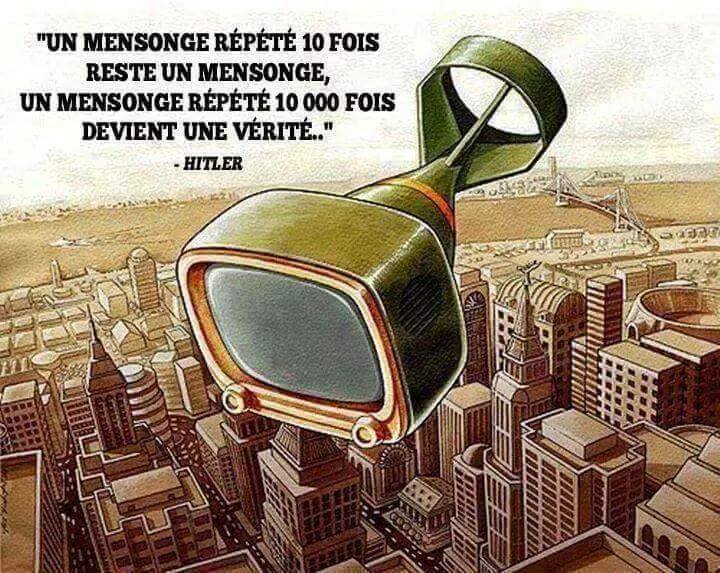 "UN MENSONGE RÉPÉTÉ 10 FOIS
RESTE UN MENSONGE,
UN MENSONGE RÉPÉTÉ 10 000 FOIS
DEVIENT UNE VÉRITÉ.."
- HITLER